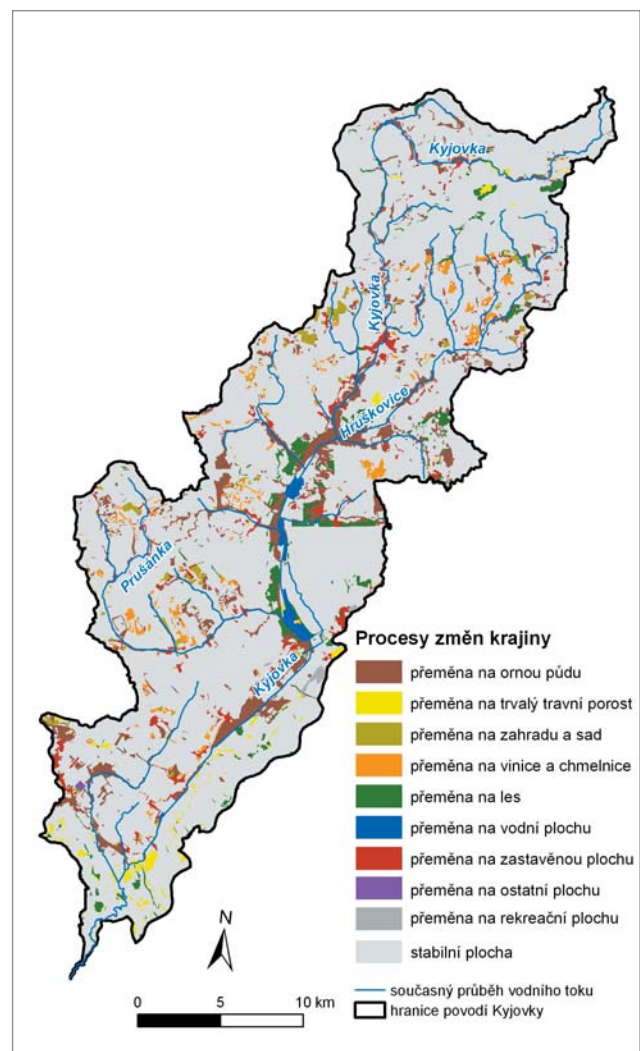 Kyjovka
Kyjovka
Hruškovice
Prušánka
Kyjovka
Procesy změn krajiny
přeměna na ornou půdu
přeměna na trvalý travní porost
přeměna na zahradu a sad
přeměna na vinice a chmelnice
přeměna na les
přeměna na vodní plochu
přeměna na zastavěnou plochu
přeměna na ostatní plochu
přeměna na rekreační plochu
stabilní plocha
současný průběh vodního toku
hranice povodí Kyjovky
N
0 5 10 km